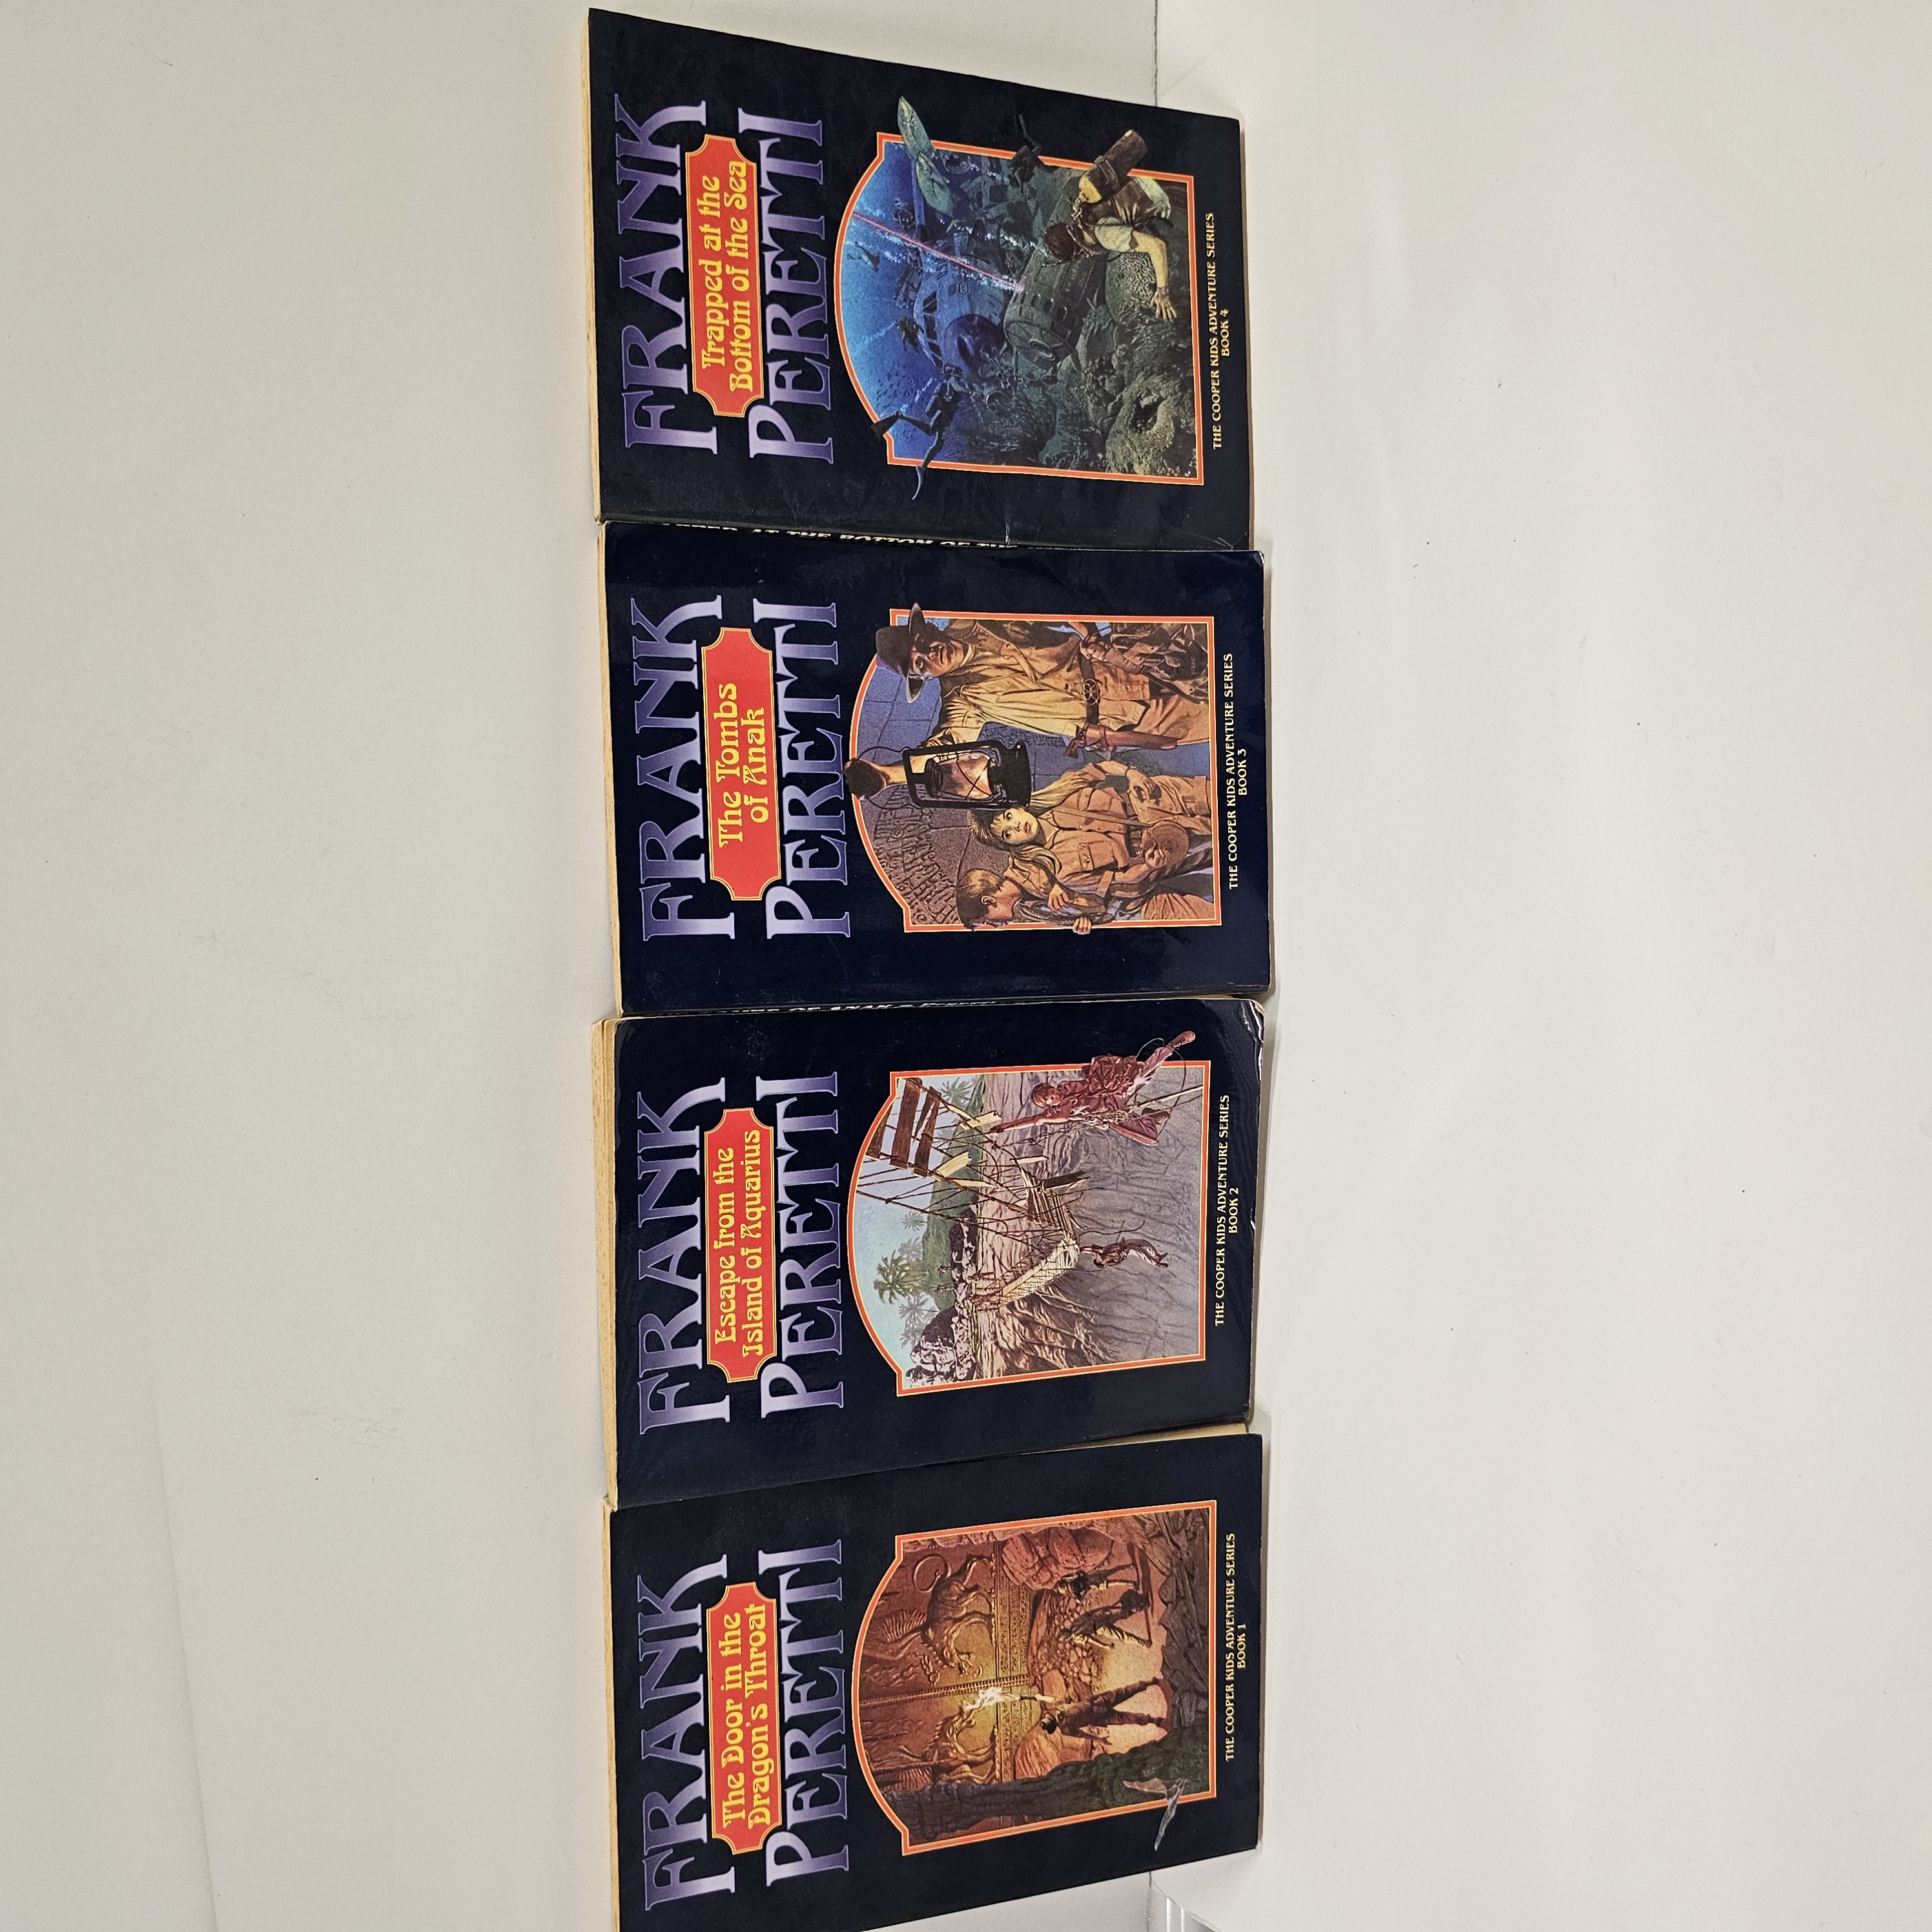 FRANK
The Door in the
Dragon's Throat
PERETTI
THE COOPER KIDS ADVENTURE SERIES
BOOK 1
FRANK
Escape from the
Island of Aquarius
PERETTI
THE COOPER KIDS ADVENTURE SERIES
BOOK 2
FRANK
The Tombs
of Anak
PERETTI
THE COOPER KIDS ADVENTURE SERIES
BOOK 3
FRANK
Trapped at the
Bottom of the Sea
PERETTI
THE COOPER KIDS ADVENTURE SERIES
BOOK 4